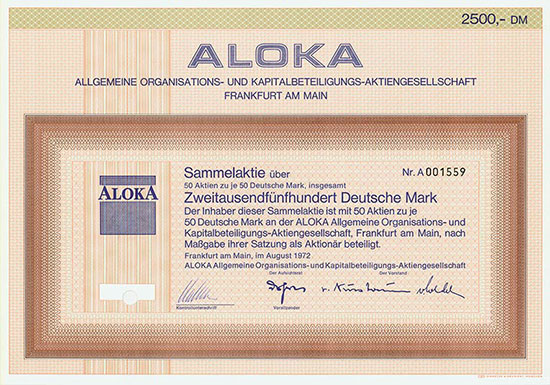 2500,- DM
ALOKA
ALLGEMEINE ORGANISATIONS- UND KAPITALBETEILIGUNGS-AKTIENGESELLSCHAFT
FRANKFURT AM MAIN
ALOKA
Sammelaktie über Nr. A 001559
50 Aktien zu je 50 Deutsche Mark, insgesamt
Zweitausendfünfhundert Deutsche Mark
Der Inhaber dieser Sammelaktie ist mit 50 Aktien zu je
50 Deutsche Mark an der ALOKA Allgemeine Organisations- und
Kapitalbeteiligungs-Aktiengesellschaft, Frankfurt am Main, nach
Maßgabe ihrer Satzung als Aktionär beteiligt.
Frankfurt am Main, im August 1972
ALOKA Allgemeine Organisations- und Kapitalbeteiligungs-Aktiengesellschaft
Der Aufsichtsrat Der Vorstand
Kontrollunterschrift Vorsitzender